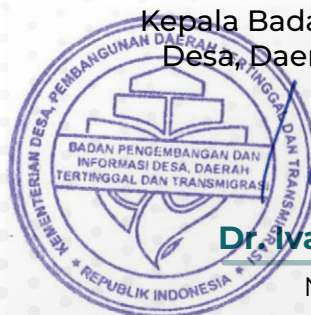 Kepala Bada
Desa, Daer
KEMENTERIAN DESA, PEMBANGUNAN DAERAH TERTINGGAL DAN TRANSMIGRASI
BADAN PENGEMBANGAN DAN
INFORMASI DESA, DAERAH
TERTINGGAL DAN TRANSMIGRASI
* REPUBLIK INDONESIA *
Dr. Iva
N